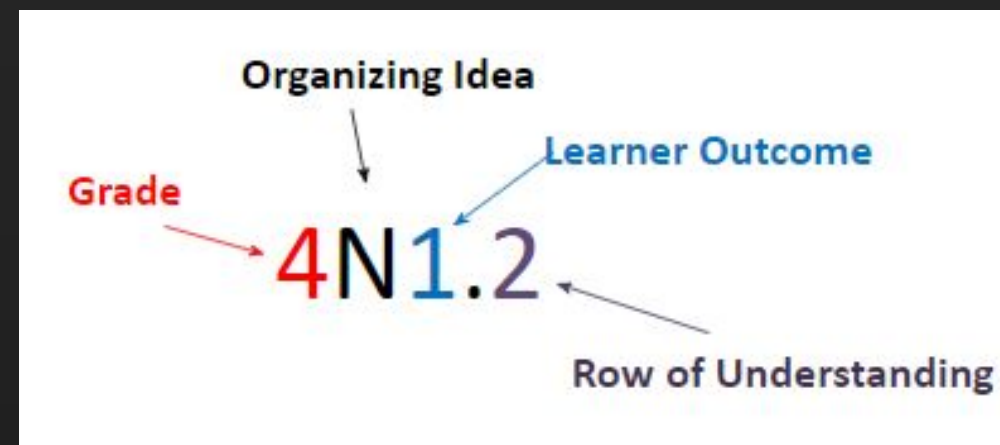 Organizing Idea
Learner Outcome
Grade
4N1.2
Row of Understanding